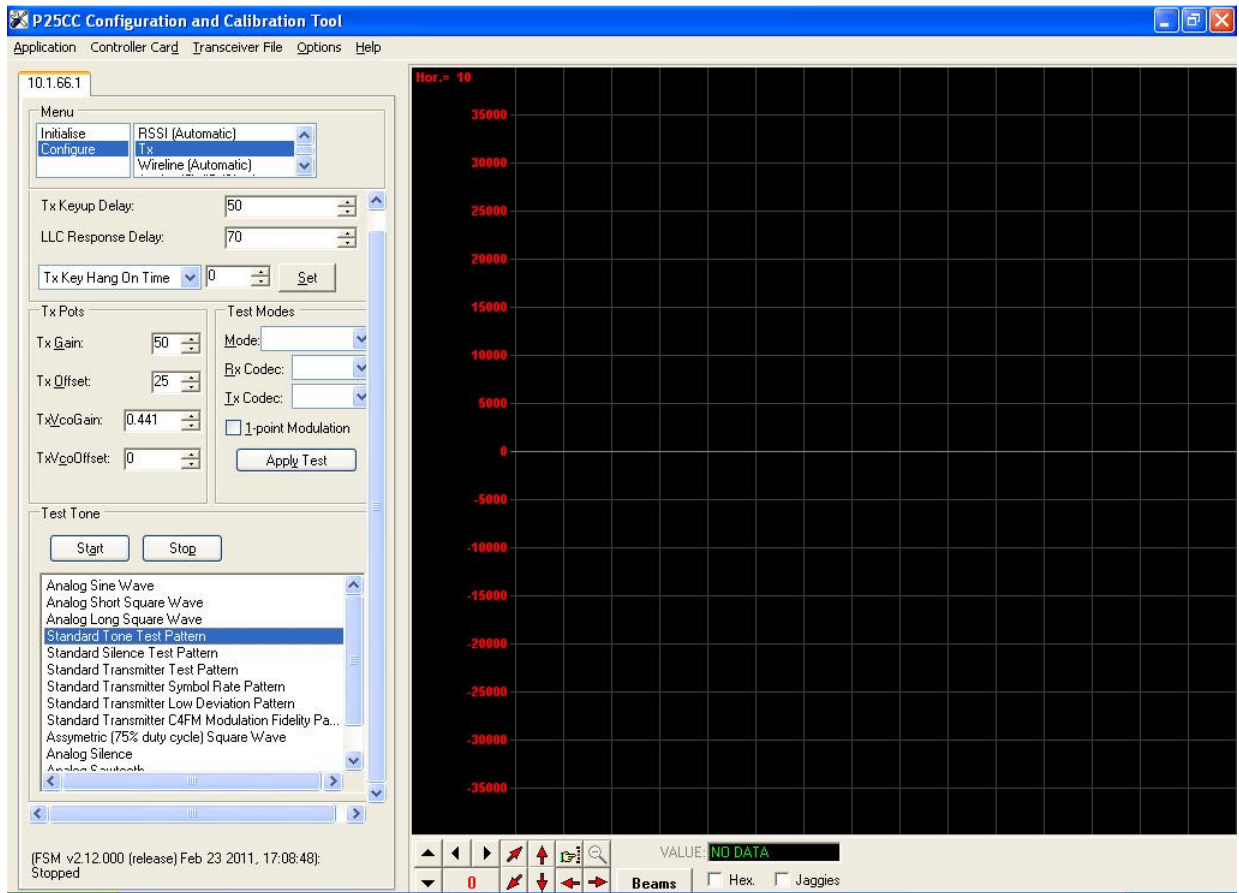 P25CC Configuration and Calibration Tool
Application Controller Card Transceiver File Options Help
10.1.66.1
Menu
Initialise
Configure
RSSI (Automatic)
Tx
Wireline (Automatic)
Tx Keyup Delay: 50
LLC Response Delay: 70
Tx Key Hang On Time 0 Set
Tx Pots
Tx Gain: 50
Tx Offset: 25
TxVcoGain: 0.441
TxVcoOffset: 0
Test Modes
Mode:
Rx Codec:
Tx Codec:
1-point Modulation
Apply Test
Test Tone
Start Stop
Analog Sine Wave
Analog Short Square Wave
Analog Long Square Wave
Standard Tone Test Pattern
Standard Silence Test Pattern
Standard Transmitter Test Pattern
Standard Transmitter Symbol Rate Pattern
Standard Transmitter Low Deviation Pattern
Standard Transmitter C4FM Modulation Fidelity Pa...
Assymetric (75% duty cycle) Square Wave
Analog Silence
Analog Sawtooth
(FSM v2.12.000 (release) Feb 23 2011, 17:08:48):
Stopped
Hor.= 10
35000
30000
25000
20000
15000
10000
5000
0
-5000
-10000
-15000
-20000
-25000
-30000
-35000
VALUE: NO DATA
0 Beams Hex. Jaggies